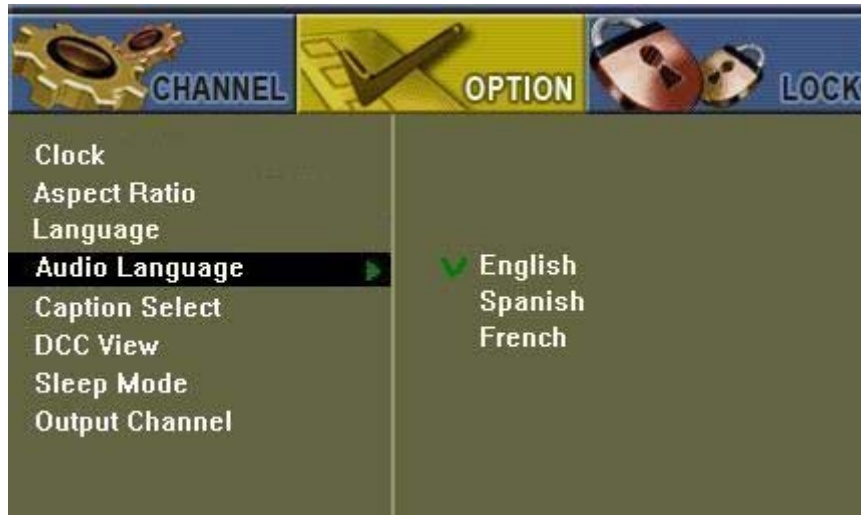 CHANNEL OPTION LOCK
Clock
Aspect Ratio
Language
Audio Language
Caption Select
DCC View
Sleep Mode
Output Channel
English
Spanish
French